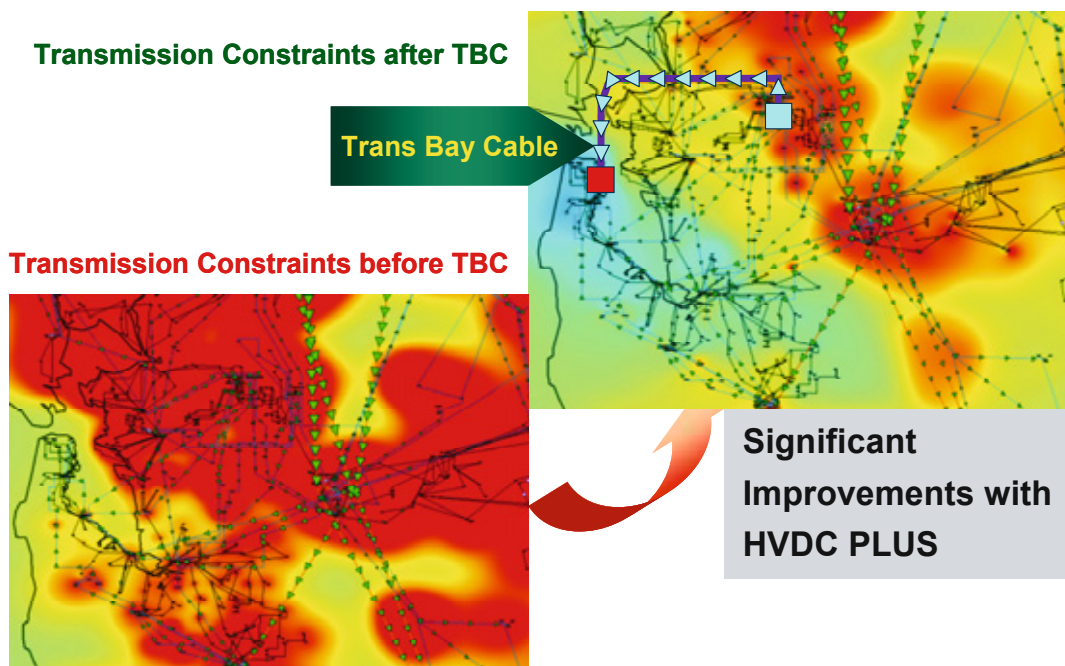 Transmission Constraints after TBC
Trans Bay Cable
Transmission Constraints before TBC
Significant
Improvements with
HVDC PLUS